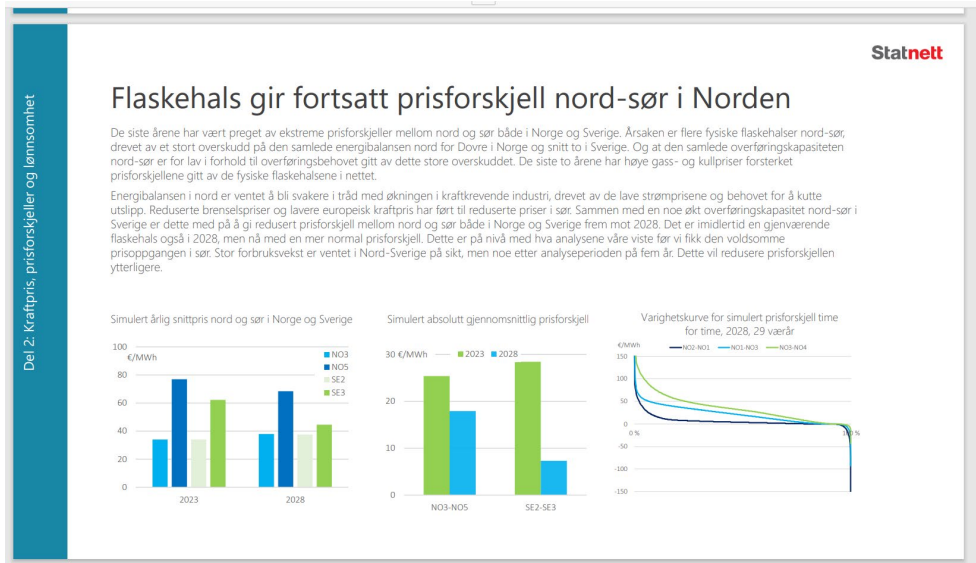 Statnett
Del 2: Kraftpris, prisforskjeller og lønnsomhet
Flaskehals gir fortsatt prisforskjell nord-sør i Norden
De siste årene har vært preget av ekstreme prisforskjeller mellom nord og sør både i Norge og Sverige. Årsaken er flere fysiske flaskehalser nord-sør,
drevet av et stort overskudd på den samlede energibalansen nord for Dovre i Norge og snitt to i Sverige. Og at den samlede overføringskapasiteten
nord-sør er for lav i forhold til overføringsbehovet gitt av dette store overskuddet. De siste to årene har høye gass- og kullpriser forsterket
prisforskjellene gitt av de fysiske flaskehalsene i nettet.
Energibalansen i nord er ventet å bli svakere i tråd med økningen i kraftkrevende industri, drevet av de lave strømprisene og behovet for å kutte
utslipp. Reduserte brenselspriser og lavere europeisk kraftpris har ført til reduserte priser i sør. Sammen med en noe økt overføringskapasitet nord-sør i
Sverige er dette med på å gi redusert prisforskjell mellom nord og sør både i Norge og Sverige frem mot 2028. Det er imidlertid en gjenværende
flaskehals også i 2028, men nå med en mer normal prisforskjell. Dette er på nivå med hva analysene våre viste før vi fikk den voldsomme
prisoppgangen i sør. Stor forbruksvekst er ventet i Nord-Sverige på sikt, men noe etter analyseperioden på fem år. Dette vil redusere prisforskjellen
ytterligere.
Simulert årlig snittpris nord og sør i Norge og Sverige
100
€/MWh
80
60
40
20
0
2023
2028
NO3
NO5
SE2
SE3
Simulert absolutt gjennomsnittlig prisforskjell
30 €/MWh
2023
2028
20
10
0
NO3-NO5
SE2-SE3
Varighetskurve for simulert prisforskjell time
for time, 2028, 29 værår
€/MWh
NO2-NO1
NO1-NO3
NO3-NO4
150
100
50
0
0 %
100 %
-50
-100
-150